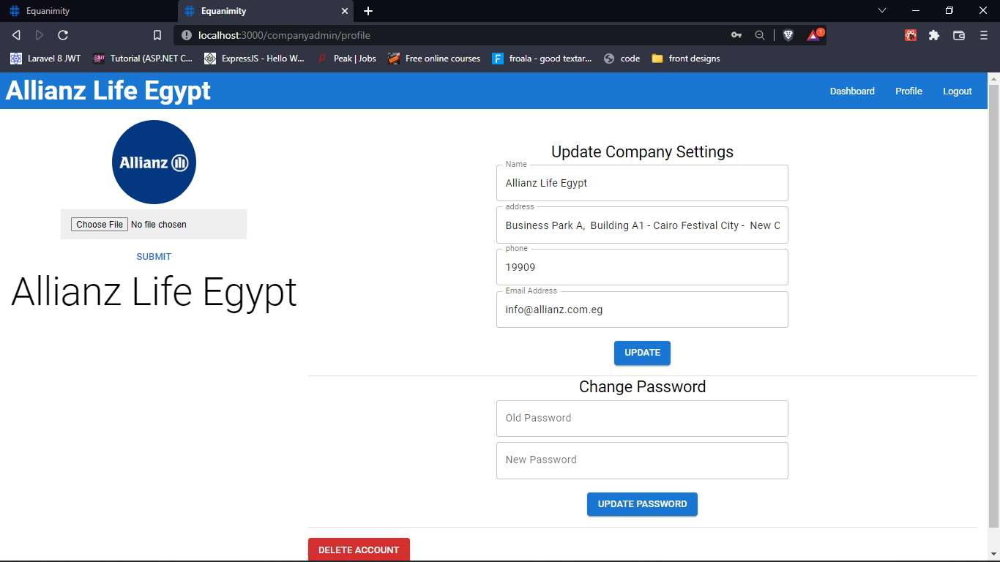 Equanimity
Equanimity
localhost:3000/companyadmin/profile
1
Laravel 8 JWT
.NET
Tutorial (ASP.NET C...
ExpressJS - Hello W...
Peak | Jobs
Free online courses
froala - good textar...
code
front designs
Allianz Life Egypt
Dashboard
Profile
Logout
Allianz
Choose File No file chosen
SUBMIT
Allianz Life Egypt
Update Company Settings
Name
Allianz Life Egypt
address
Business Park A,  Building A1 - Cairo Festival City -  New C
phone
19909
Email Address
info@allianz.com.eg
UPDATE
Change Password
Old Password
New Password
UPDATE PASSWORD
DELETE ACCOUNT